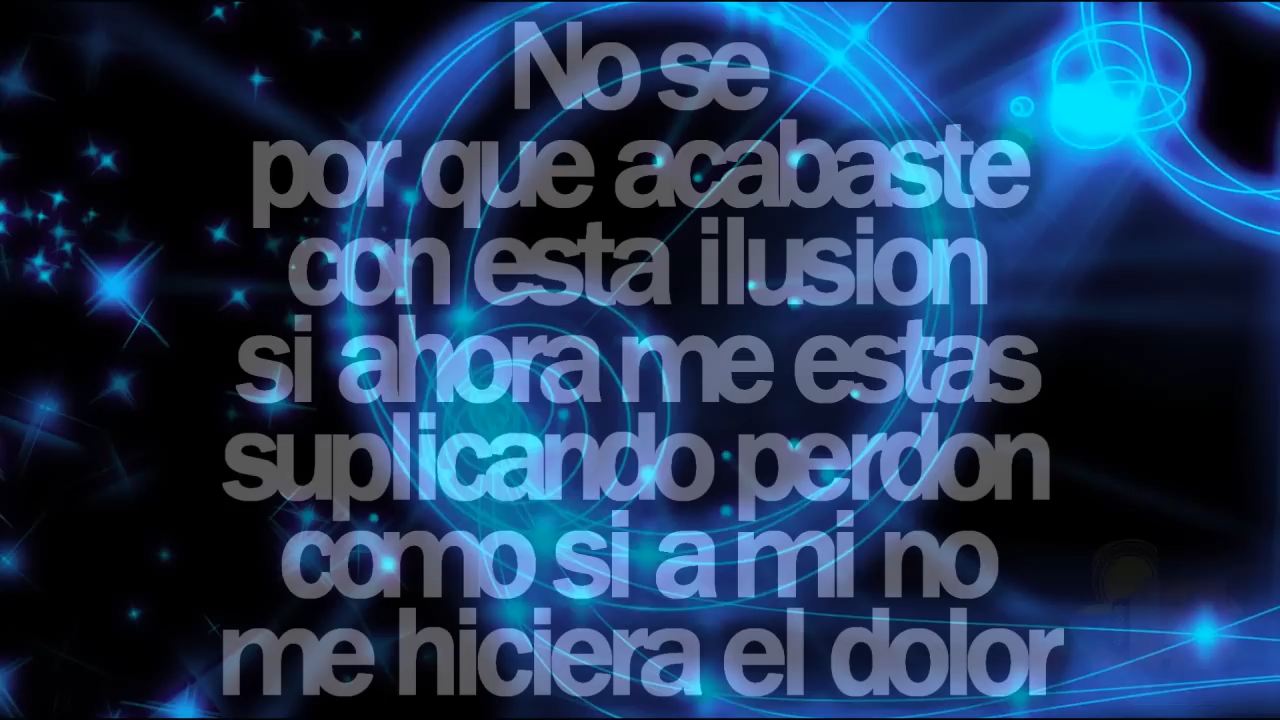 No se
por que acabaste
con esta ilusion
si ahora me estas
suplicando perdon
como si a mi no
me hiciera el dolor